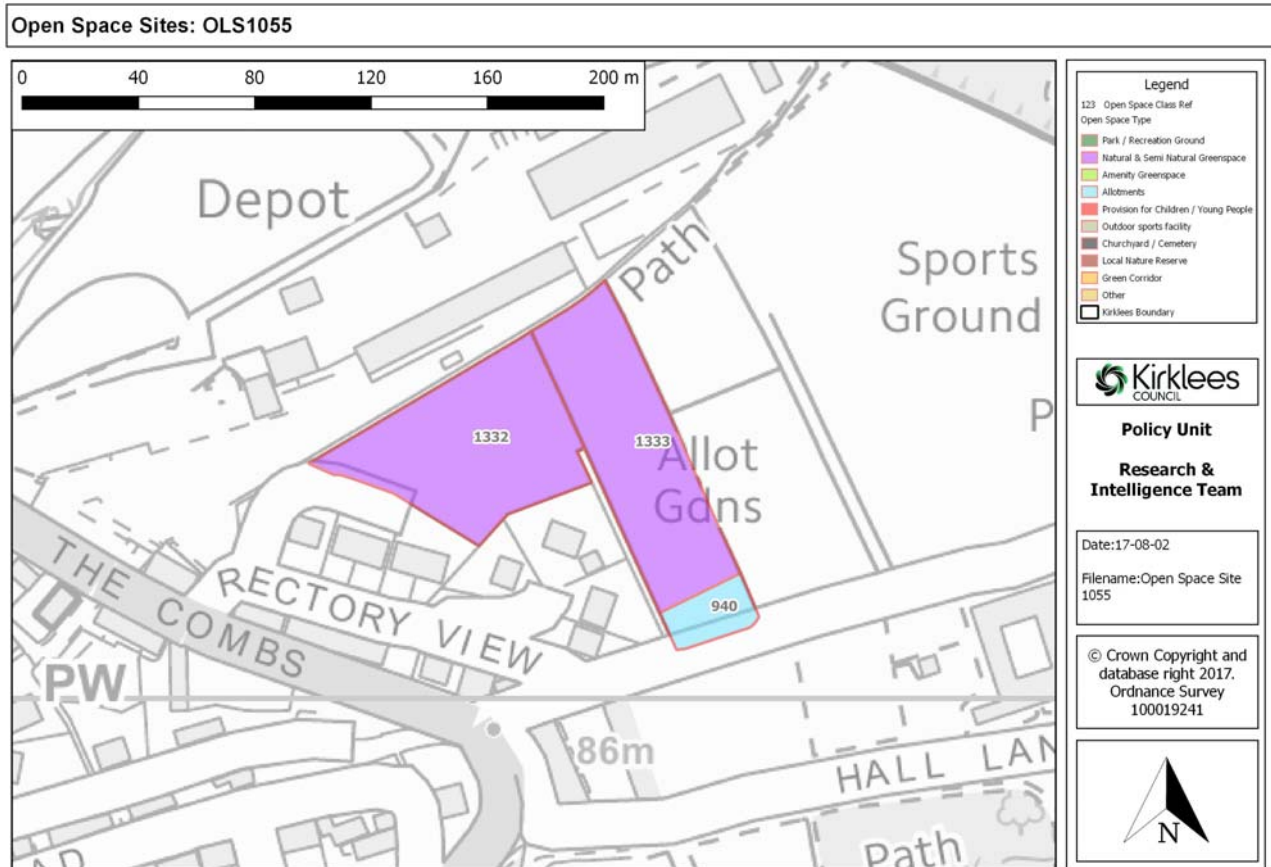 Open Space Sites: OLS1055
0 40 80 120 160 200 m
Depot
Path
Sports
Ground
P
1332
1333
Allot
Gdns
940
THE COMBS
RECTORY VIEW
PW
86m
HALL LAN
Path
AD
Legend
123 Open Space Class Ref
Open Space Type
Park / Recreation Ground
Natural & Semi Natural Greenspace
Amenity Greenspace
Allotments
Provision for Children / Young People
Outdoor sports facility
Churchyard / Cemetery
Local Nature Reserve
Green Corridor
Other
Kirklees Boundary
Kirklees
COUNCIL
Policy Unit
Research &
Intelligence Team
Date:17-08-02
Filename:Open Space Site
1055
© Crown Copyright and
database right 2017.
Ordnance Survey
100019241
N